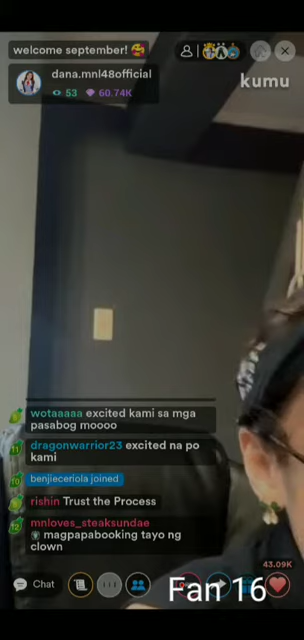 welcome september! 🥰
dana.mnl48official
53 60.74K
kumu
wotaaaaa excited kami sa mga
pasabog moooo
dragonwarrior23 excited na po
kami
benjieceriola joined
rishin Trust the Process
mnloves_steaksundae
magpapabooking tayo ng
clown
43.09K
Chat
Fan 16